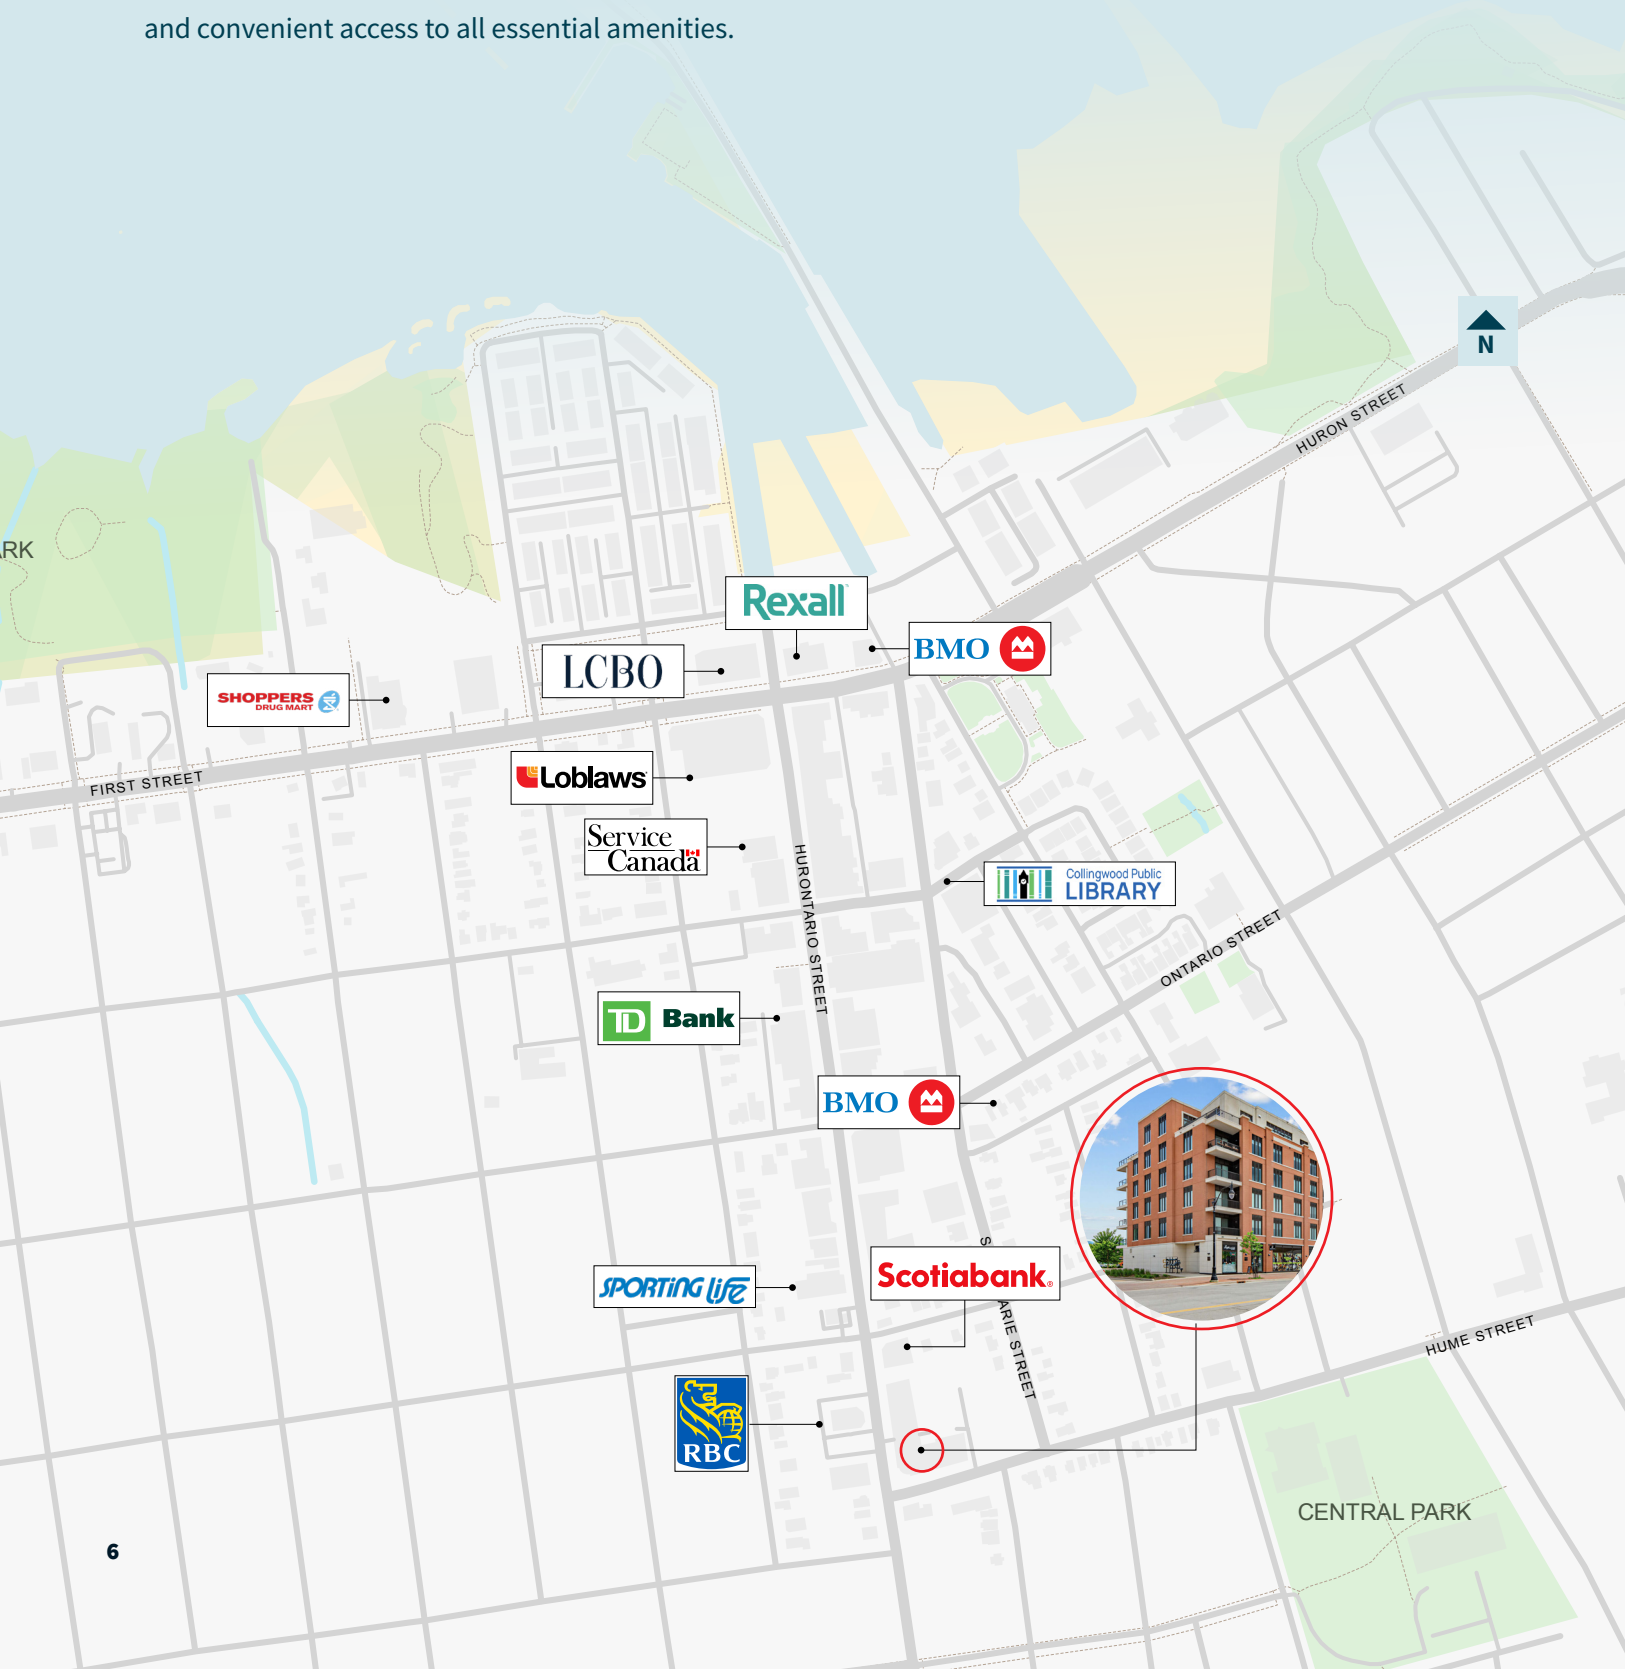 and convenient access to all essential amenities.
N
HURON STREET
ARK
Rexall
BMO
LCBO
SHOPPERS
DRUG MART
FIRST STREET
Loblaws
Service
Canada
HURONTARIO STREET
Collingwood Public
LIBRARY
ONTARIO STREET
TD Bank
BMO
S
ARIE STREET
Scotiabank
SPORTING LIFE
HUME STREET
RBC
CENTRAL PARK
6